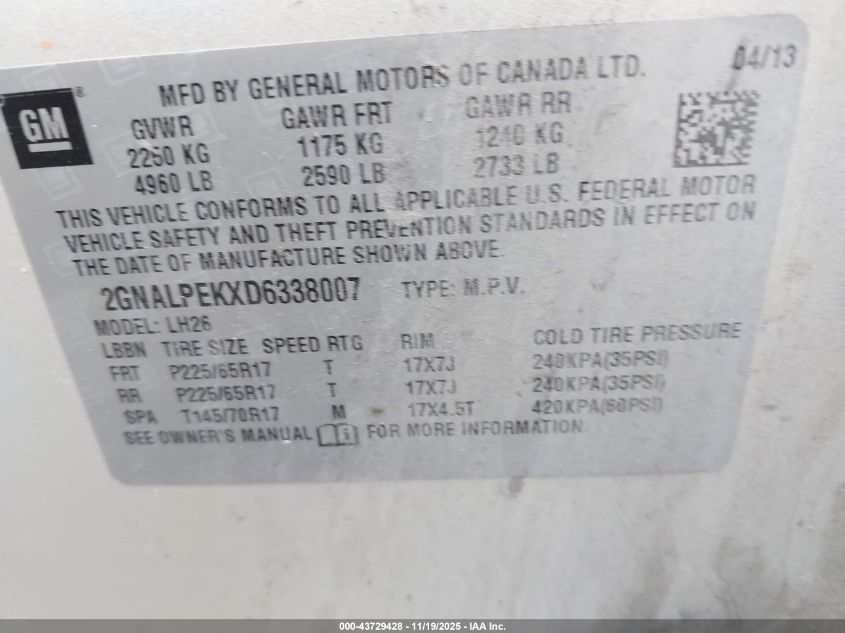 04/13
MFD BY GENERAL MOTORS OF CANADA LTD.
GM
GVWR GAWR FRT GAWR RR
2250 KG 1175 KG 1240 KG
4960 LB 2590 LB 2733 LB
THIS VEHICLE CONFORMS TO ALL APPLICABLE U.S. FEDERAL MOTOR
VEHICLE SAFETY AND THEFT PREVENTION STANDARDS IN EFFECT ON
THE DATE OF MANUFACTURE SHOWN ABOVE.
2GNALPEKXD6338007 TYPE: M.P.V.
MODEL: LH26
LBBN TIRE SIZE SPEED RTG RIM COLD TIRE PRESSURE
FRT P225/65R17 T 17X7J 240KPA(35PSI)
RR P225/65R17 T 17X7J 240KPA(35PSI)
SPA T145/70R17 M 17X4.5T 420KPA(60PSI)
SEE OWNER'S MANUAL FOR MORE INFORMATION
000-43729428 - 11/19/2025 - IAA Inc.